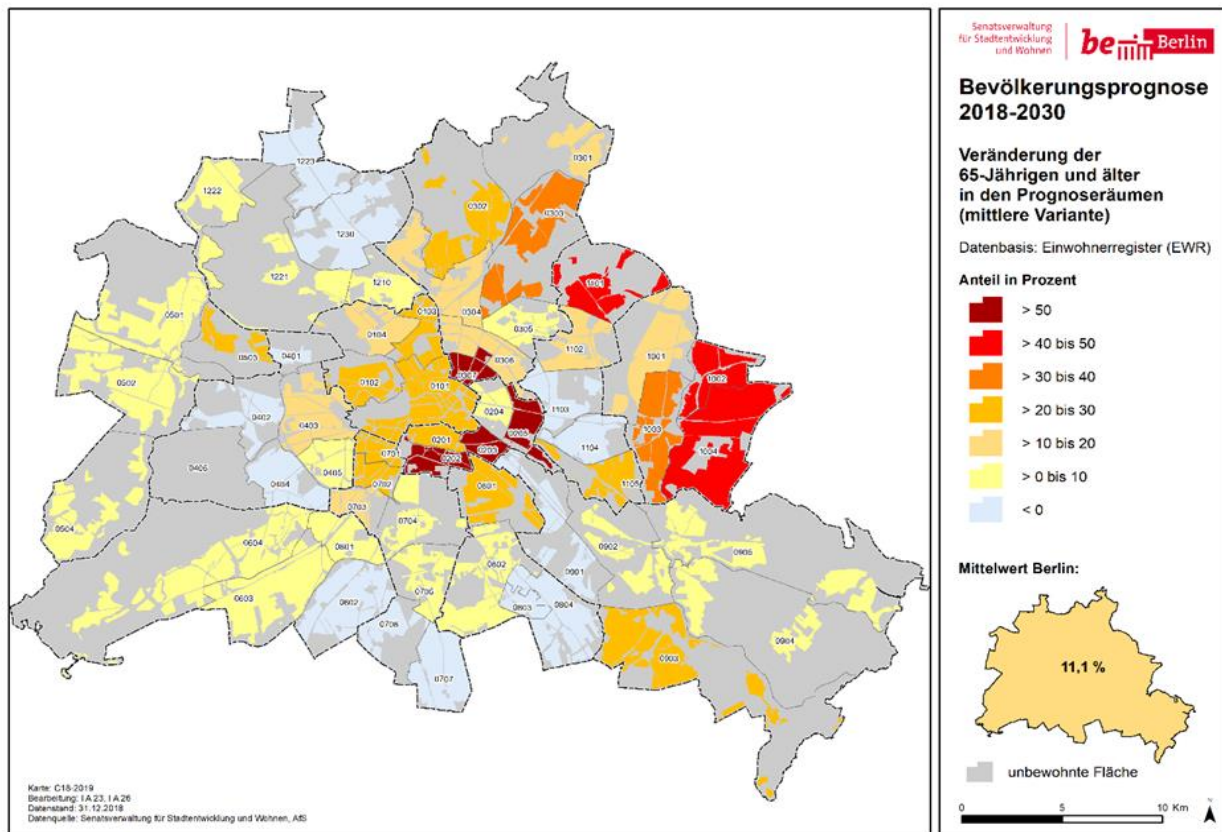 Senatsverwaltung
für Stadtentwicklung
und Wohnen
be Berlin
Bevölkerungsprognose
2018-2030
Veränderung der
65-Jährigen und älter
in den Prognoseräumen
(mittlere Variante)
Datenbasis: Einwohnerregister (EWR)
Anteil in Prozent
> 50
> 40 bis 50
> 30 bis 40
> 20 bis 30
> 10 bis 20
> 0 bis 10
< 0
Mittelwert Berlin:
11,1 %
unbewohnte Fläche
0 5 10 Km
N
1223
0301
1222
0302
0303
1230
1221
1210
1101
0501
0103
0304
0305
0104
0503
0401
0306
1102
1001
0502
0102
0101
1002
0402
0204
1103
0403
0205
1003
0201
1104
0405
0701
0202
0203
1004
0404
0702
0801
1105
0703
0504
0704
0604
0902
0802
0603
0705
0901
0803
0804
0904
0706
0903
0707
Karte: C18-2019
Bearbeitung: I A 23, I A 26
Datenstand: 31.12.2018
Datenquelle: Senatsverwaltung für Stadtentwicklung und Wohnen, AfS